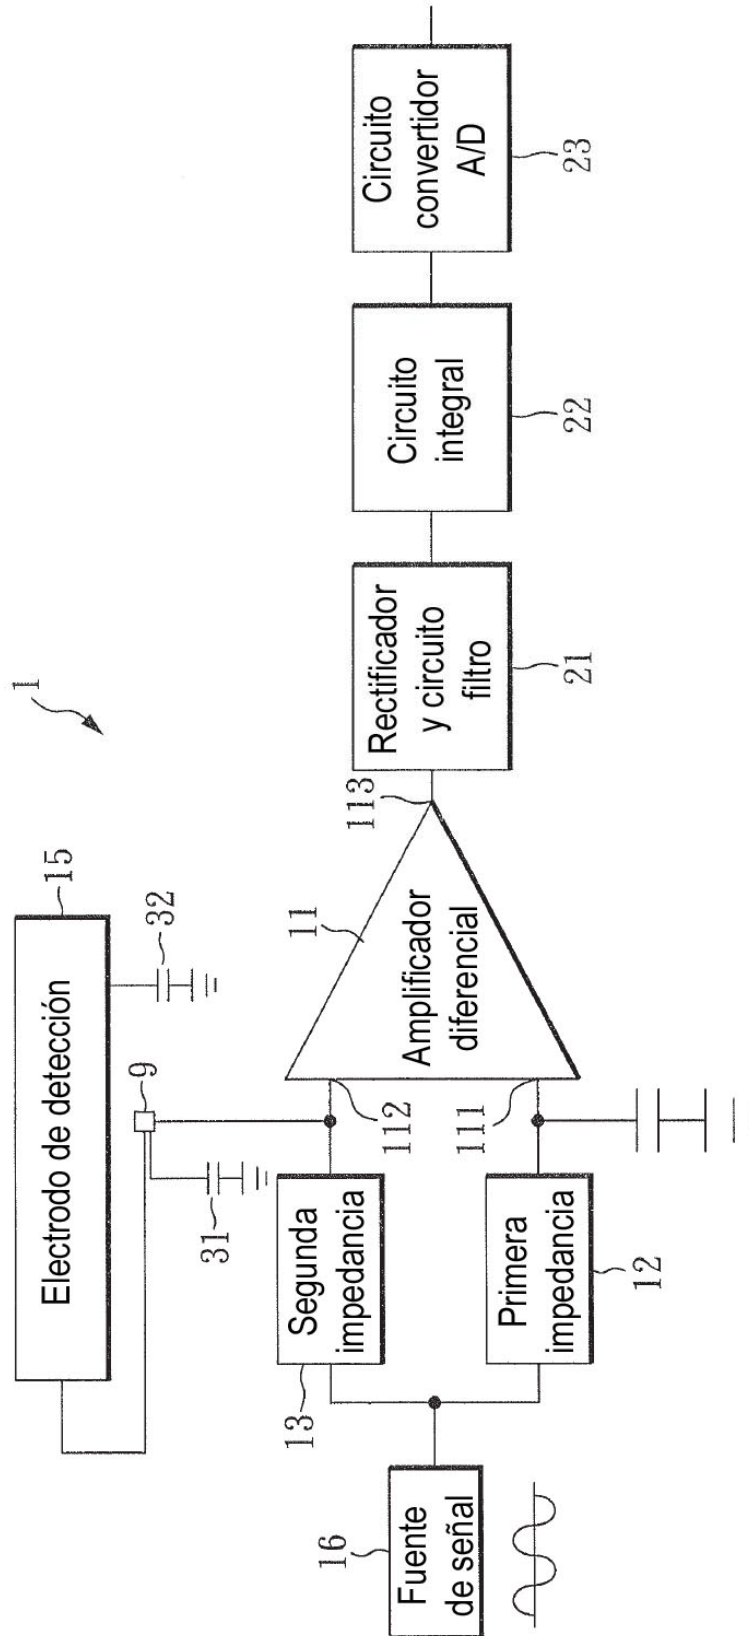 1
Electrodo de detección
15
32
9
31
Segunda
impedancia
13
Primera
impedancia
12
16
Fuente
de señal
112
111
11
Amplificador
diferencial
113
Rectificador
y circuito
filtro
21
Circuito
integral
22
Circuito
convertidor
A/D
23